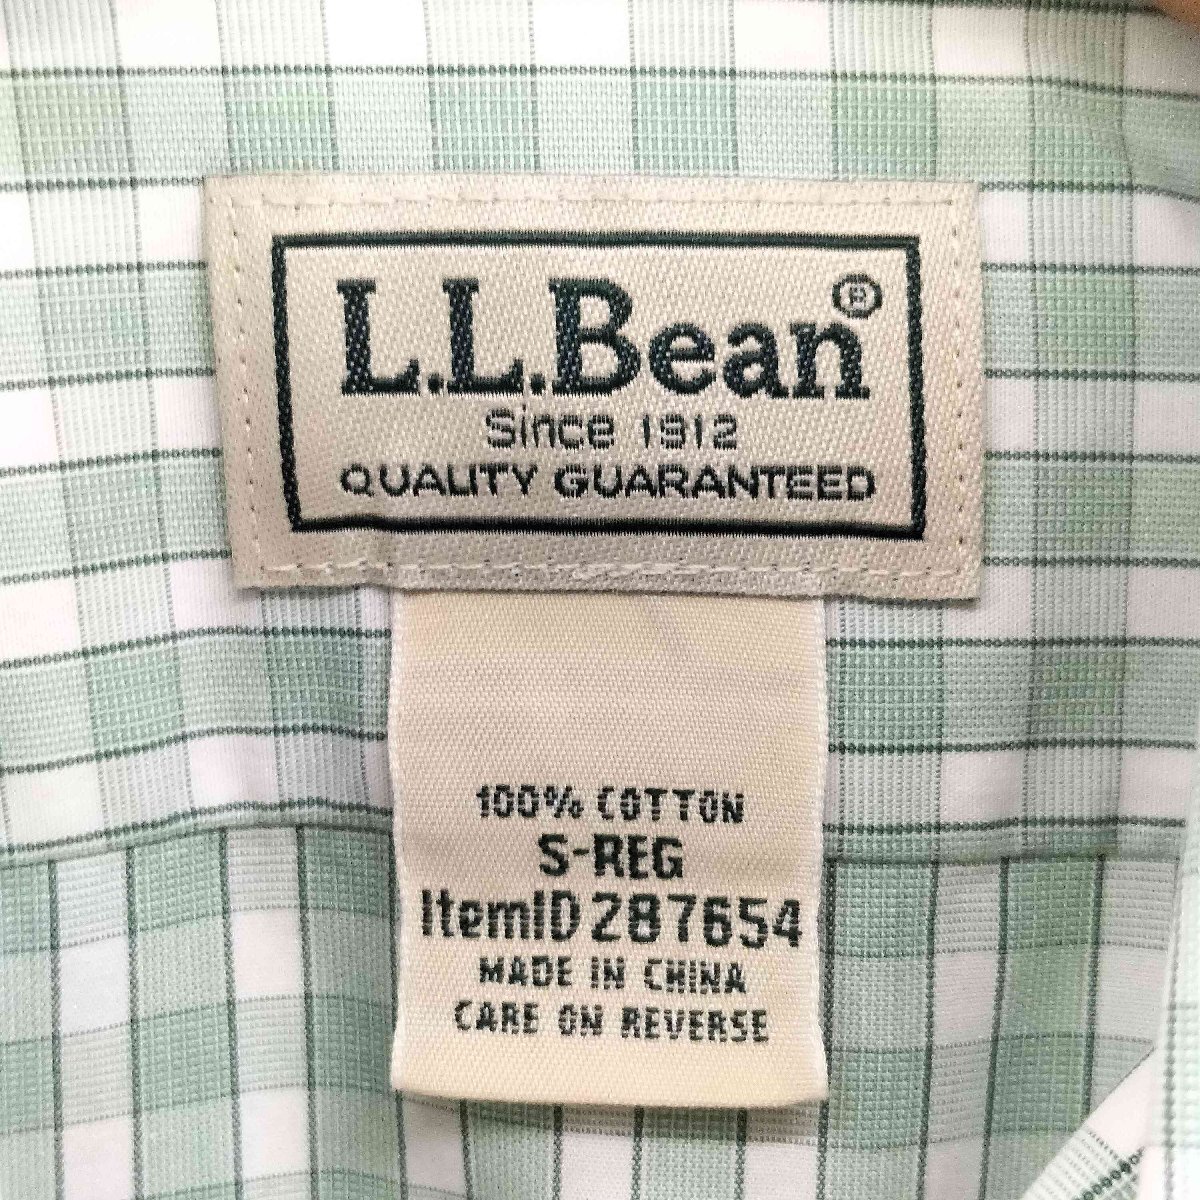 L.L.Bean®
Since 1912
QUALITY GUARANTEED
100% COTTON
S-REG
ItemID 287654
MADE IN CHINA
CARE ON REVERSE